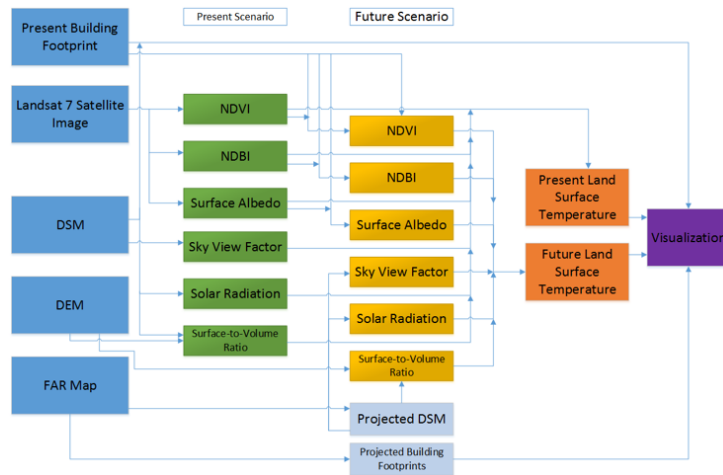 Present Building
Footprint
Present Scenario
Future Scenario
Landsat 7 Satellite
Image
NDVI
NDVI
NDBI
NDBI
Surface Albedo
Surface Albedo
DSM
Sky View Factor
Sky View Factor
DEM
Solar Radiation
Solar Radiation
Surface-to-Volume
Ratio
Surface-to-Volume
Ratio
FAR Map
Projected DSM
Projected Building
Footprints
Present Land
Surface
Temperature
Future Land
Surface
Temperature
Visualization